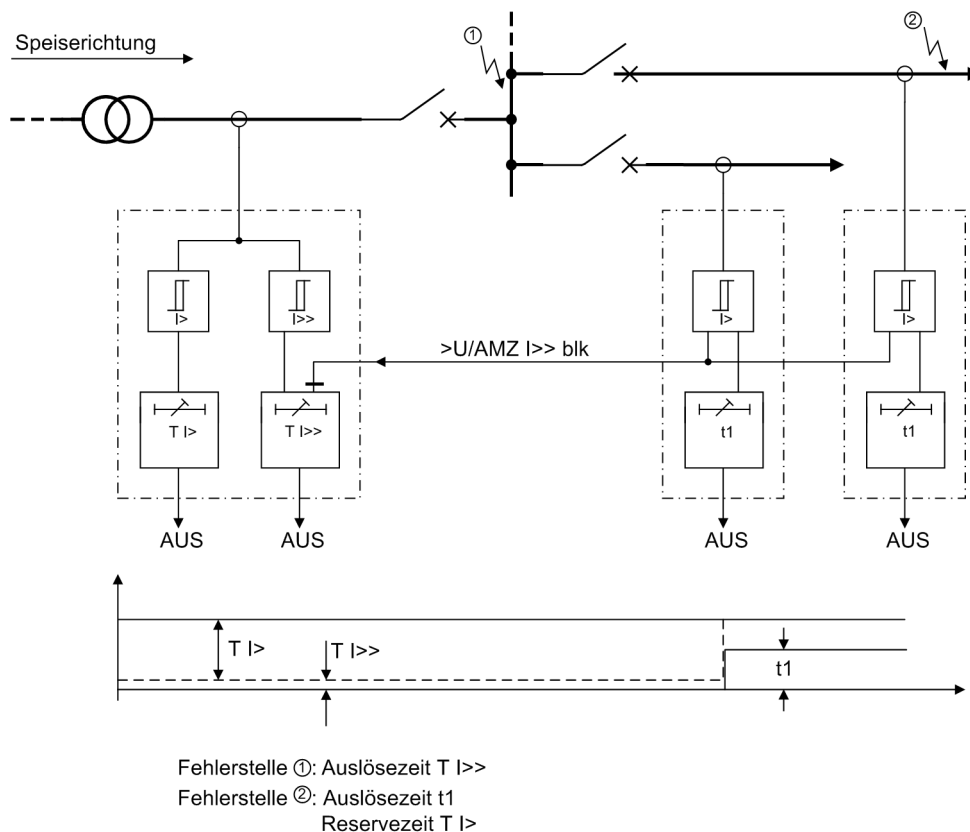 ②
①
Speiserichtung
I>
I>>
I>
I>
>U/AMZ I>> blk
T I>
T I>>
t1
t1
AUS
AUS
AUS
AUS
T I>
T I>>
t1
Fehlerstelle ①: Auslösezeit T I>>
Fehlerstelle ②: Auslösezeit t1
Reservezeit T I>